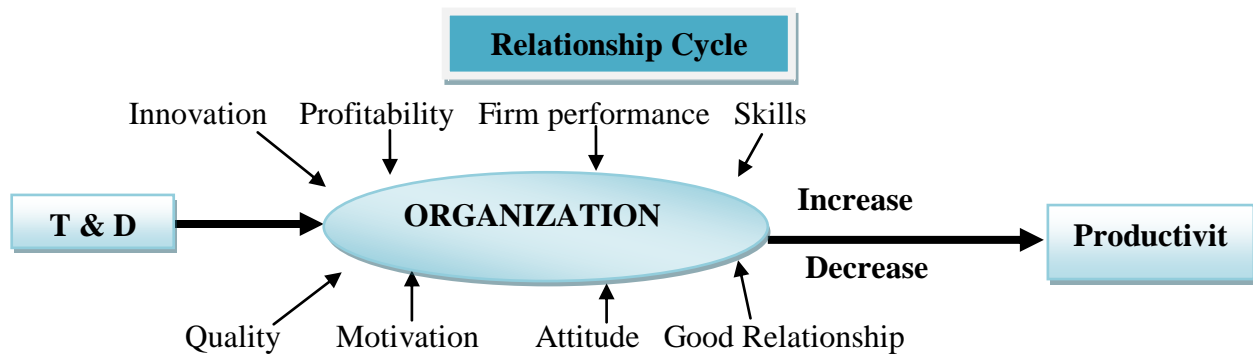 Relationship Cycle
Innovation Profitability Firm performance Skills
T & D
ORGANIZATION
Increase
Decrease
Productivit
Quality Motivation Attitude Good Relationship